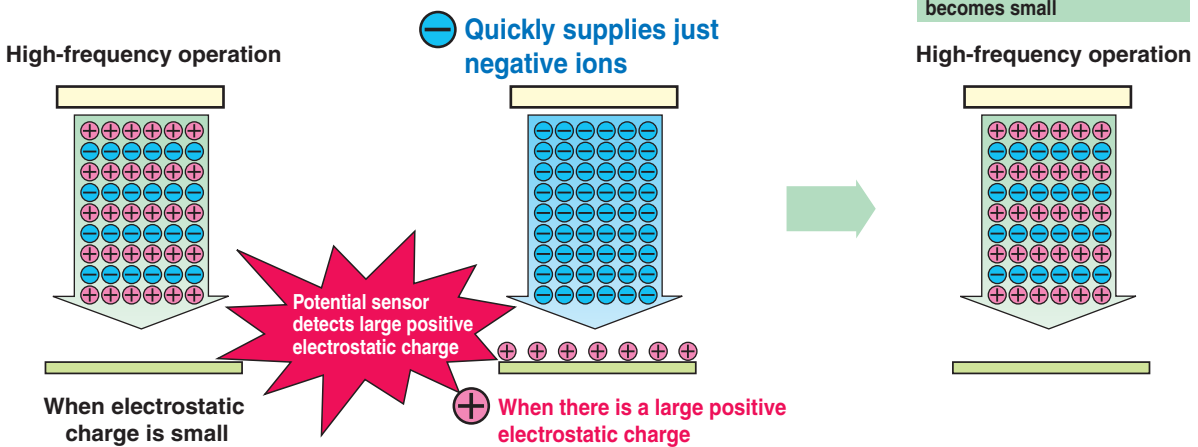 becomes small
High-frequency operation
Quickly supplies just
negative ions
High-frequency operation
Potential sensor
detects large positive
electrostatic charge
When electrostatic
charge is small
When there is a large positive
electrostatic charge